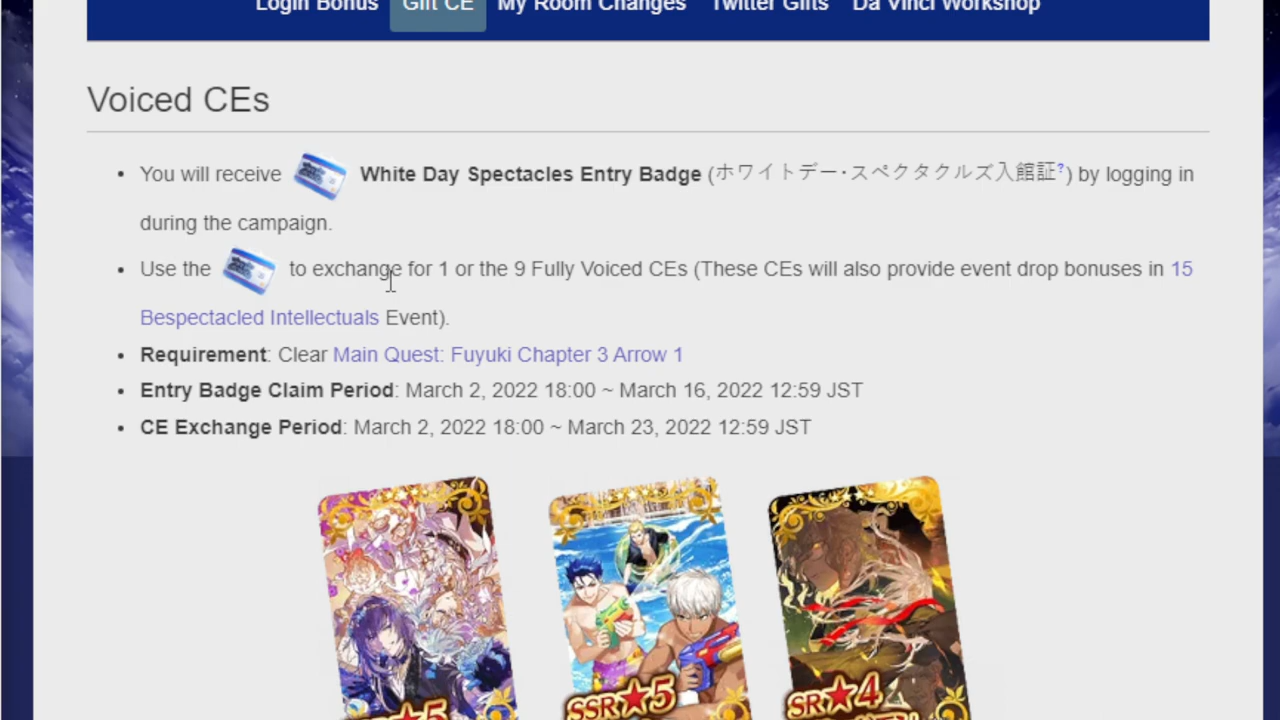 Login Bonus Gift CE My Room Changes Twitter Gifts Da Vinci Workshop
Voiced CEs
You will receive White Day Spectacles Entry Badge (ホワイトデー・スペクタクルズ入館証?) by logging in
during the campaign.
Use the to exchange for 1 or the 9 Fully Voiced CEs (These CEs will also provide event drop bonuses in 15
Bespectacled Intellectuals Event).
Requirement: Clear Main Quest: Fuyuki Chapter 3 Arrow 1
Entry Badge Claim Period: March 2, 2022 18:00 ~ March 16, 2022 12:59 JST
CE Exchange Period: March 2, 2022 18:00 ~ March 23, 2022 12:59 JST
SSR★5 SSR★5 SR★4